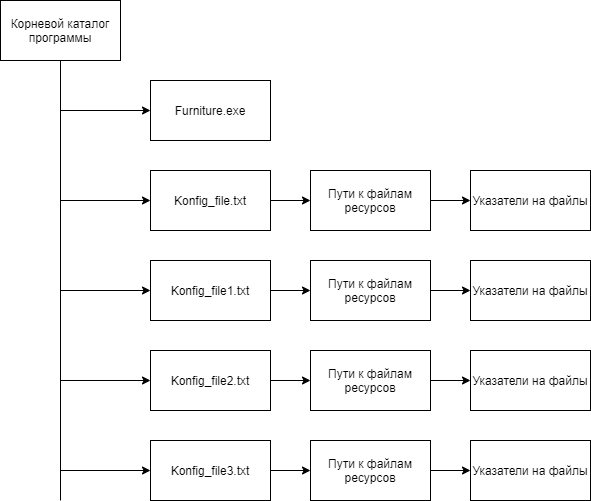 Корневой каталог
программы
Furniture.exe
Konfig_file.txt
Пути к файлам
ресурсов
Указатели на файлы
Konfig_file1.txt
Пути к файлам
ресурсов
Указатели на файлы
Konfig_file2.txt
Пути к файлам
ресурсов
Указатели на файлы
Konfig_file3.txt
Пути к файлам
ресурсов
Указатели на файлы